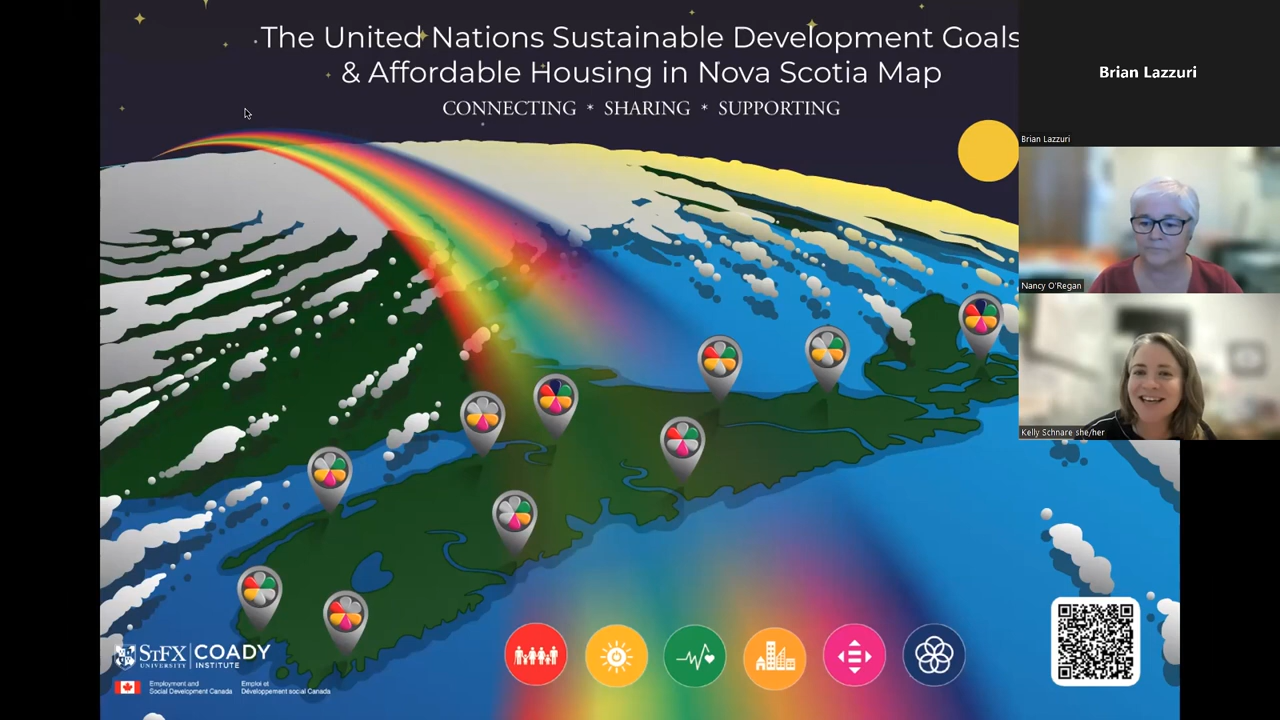 The United Nations Sustainable Development Goals
& Affordable Housing in Nova Scotia Map
CONNECTING * SHARING * SUPPORTING
Brian Lazzuri
Brian Lazzuri
Nancy O'Regan
Kelly Schnare she/her
STFX
UNIVERSITY
COADY
INSTITUTE
Employment and
Social Development Canada
Emploi et
Développement social Canada